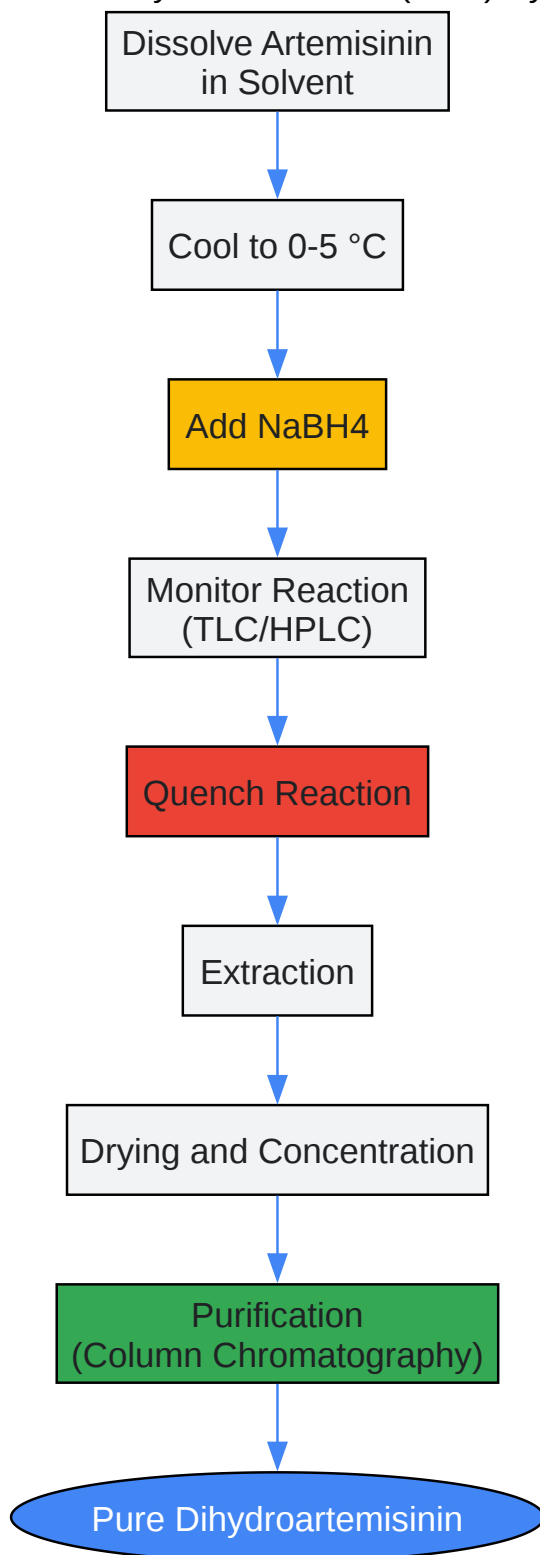 Dissolve Artemisinin
in Solvent
Cool to 0-5 °C
Add NaBH4
Monitor Reaction
(TLC/HPLC)
Quench Reaction
Extraction
Drying and Concentration
Purification
(Column Chromatography)
Pure Dihydroartemisinin